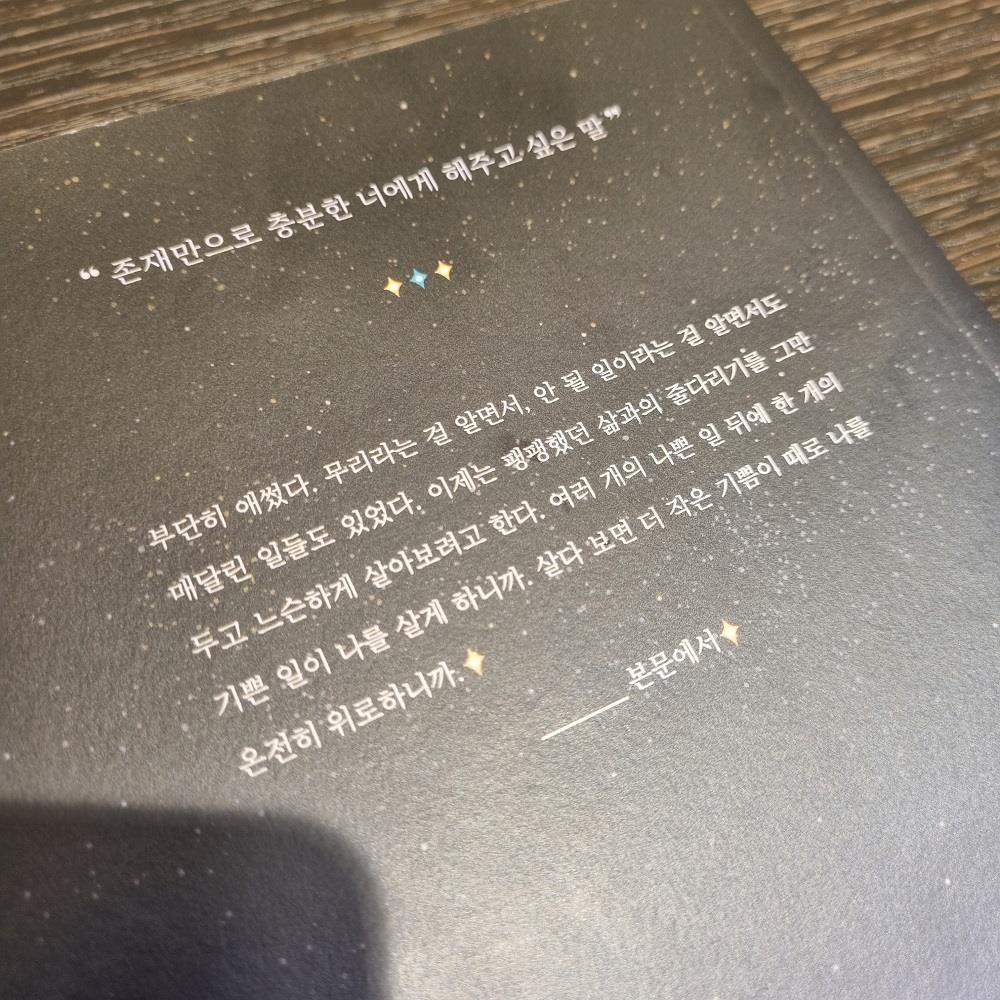 “ 존재만으로 충분한 너에게 해주고 싶은 말”
부단히 애썼다. 무리라는 걸 알면서, 안 될 일이라는 걸 알면서도
매달린 일들도 있었다. 이제는 팽팽했던 삶과의 줄다리기를 그만
두고 느슨하게 살아보려고 한다. 여러 개의 나쁜 일 뒤에 한 개의
기쁜 일이 나를 살게 하니까. 살다 보면 더 작은 기쁨이 때로 나를
온전히 위로하니까.
본문에서